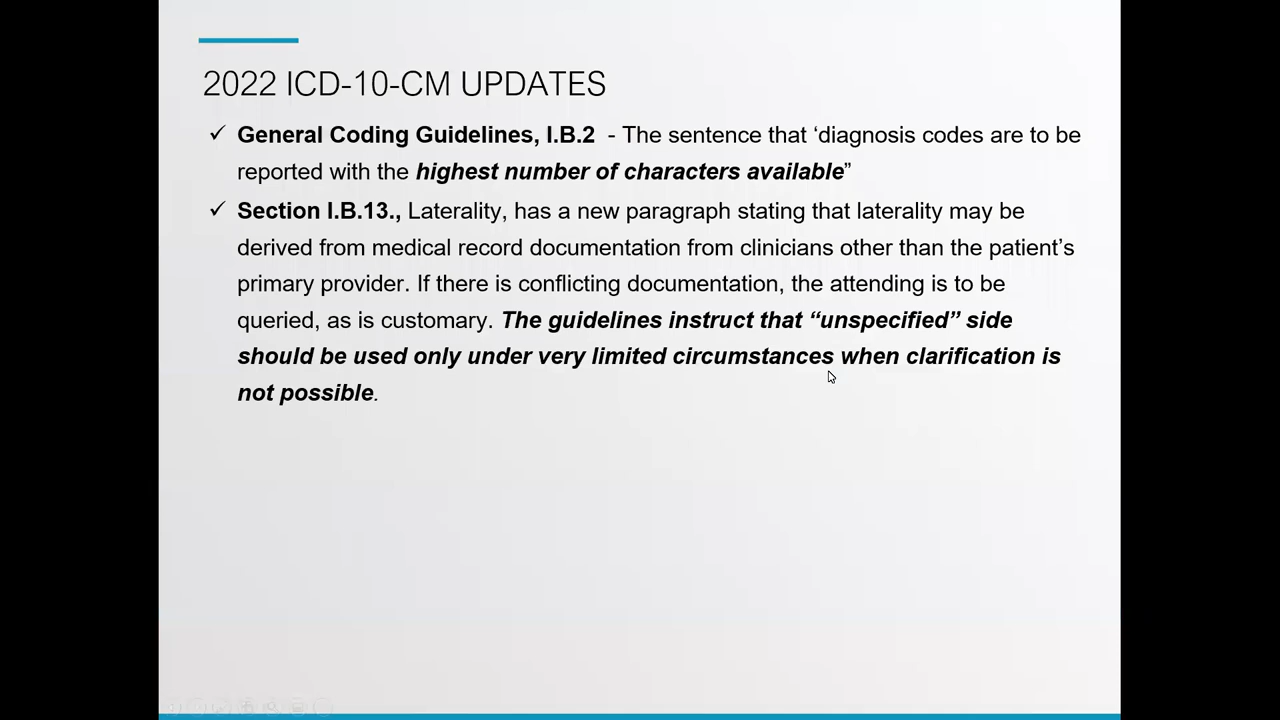 2022 ICD-10-CM UPDATES
✓ General Coding Guidelines, I.B.2 - The sentence that ‘diagnosis codes are to be
reported with the highest number of characters available”
✓ Section I.B.13., Laterality, has a new paragraph stating that laterality may be
derived from medical record documentation from clinicians other than the patient’s
primary provider. If there is conflicting documentation, the attending is to be
queried, as is customary. The guidelines instruct that “unspecified” side
should be used only under very limited circumstances when clarification is
not possible.